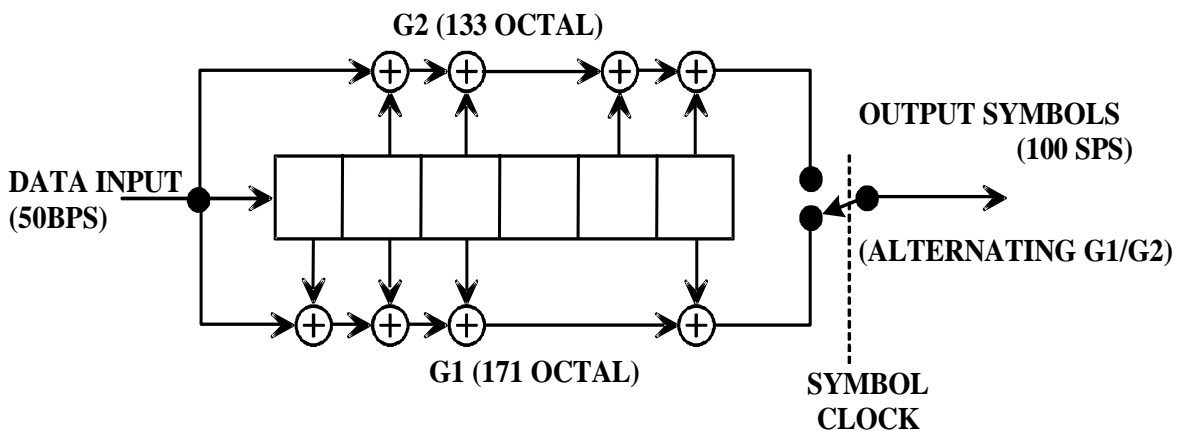 G2 (133 OCTAL)
OUTPUT SYMBOLS
(100 SPS)
DATA INPUT
(50BPS)
(ALTERNATING G1/G2)
G1 (171 OCTAL)
SYMBOL
CLOCK